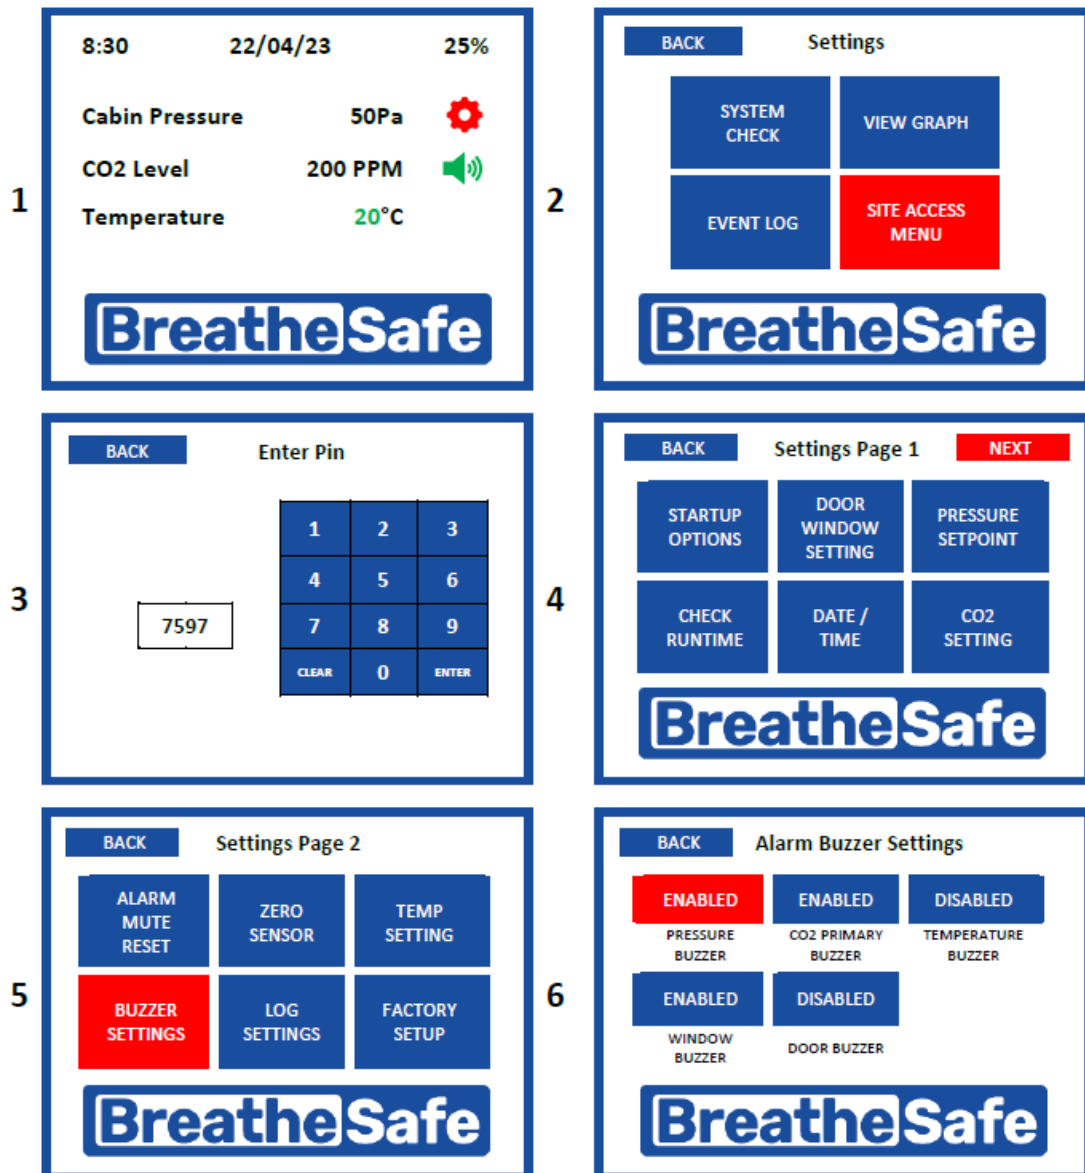 1
8:30 22/04/23 25%
Cabin Pressure 50Pa
CO2 Level 200 PPM
Temperature 20°C
BreatheSafe
2
BACK Settings
SYSTEM
CHECK
VIEW GRAPH
EVENT LOG
SITE ACCESS
MENU
BreatheSafe
3
BACK Enter Pin
7597
1 2 3
4 5 6
7 8 9
CLEAR 0 ENTER
4
BACK Settings Page 1 NEXT
STARTUP
OPTIONS
DOOR
WINDOW
SETTING
PRESSURE
SETPOINT
CHECK
RUNTIME
DATE /
TIME
CO2
SETTING
BreatheSafe
5
BACK Settings Page 2
ALARM
MUTE
RESET
ZERO
SENSOR
TEMP
SETTING
BUZZER
SETTINGS
LOG
SETTINGS
FACTORY
SETUP
BreatheSafe
6
BACK Alarm Buzzer Settings
ENABLED
PRESSURE
BUZZER
ENABLED
CO2 PRIMARY
BUZZER
DISABLED
TEMPERATURE
BUZZER
ENABLED
WINDOW
BUZZER
DISABLED
DOOR BUZZER
BreatheSafe